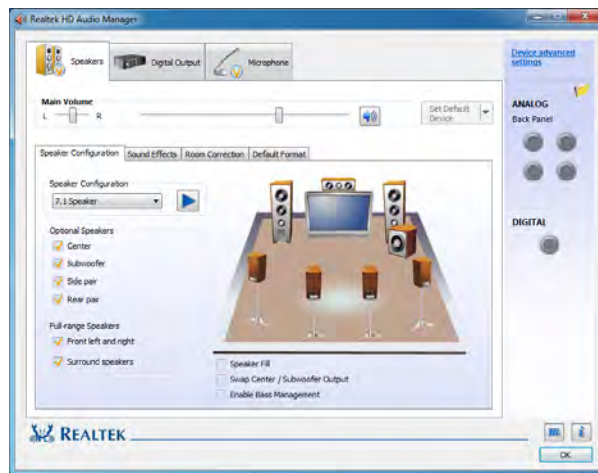 Realtek HD Audio Manager
Speakers
Digital Output
Microphone
Device advanced settings
Main Volume
L
R
Set Default Device
ANALOG
Back Panel
Speaker Configuration
Sound Effects
Room Correction
Default Format
Speaker Configuration
7.1 Speaker
Optional Speakers
Center
Subwoofer
Side pair
Rear pair
DIGITAL
Full-range Speakers
Front left and right
Surround speakers
Speaker Fill
Swap Center / Subwoofer Output
Enable Bass Management
REALTEK
OK